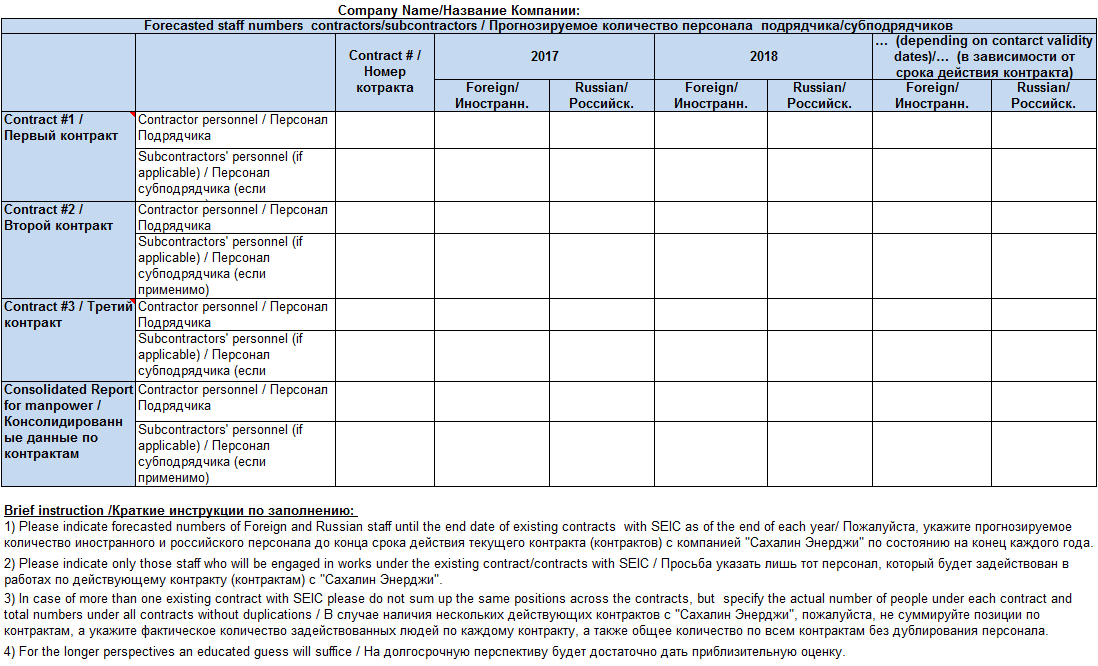 Company Name/Название Компании:
Forecasted staff numbers  contractors/subcontractors / Прогнозируемое количество персонала  подрядчика/субподрядчиков
Contract # /
Номер
котракта
2017
2018
…  (depending on contarct validity
dates)/…  (в зависимости от
срока действия контракта)
Foreign/
Иностранн.
Russian/
Российск.
Foreign/
Иностранн.
Russian/
Российск.
Foreign/
Иностранн.
Russian/
Российск.
Contract #1 /
Первый контракт
Contractor personnel / Персонал
Подрядчика
Subcontractors' personnel (if
applicable) / Персонал
субподрядчика (если
Contract #2 /
Второй контракт
Contractor personnel / Персонал
Подрядчика
Subcontractors' personnel (if
applicable) / Персонал
субподрядчика (если
применимо)
Contract #3 / Третий
контракт
Contractor personnel / Персонал
Подрядчика
Subcontractors' personnel (if
applicable) / Персонал
субподрядчика (если
Consolidated Report
for manpower /
Консолидированн
ые данные по
контрактам
Contractor personnel / Персонал
Подрядчика
Subcontractors' personnel (if
applicable) / Персонал
субподрядчика (если
применимо)
Brief instruction /Краткие инструкции по заполнению:
1) Please indicate forecasted numbers of Foreign and Russian staff until the end date of existing contracts  with SEIC as of the end of each year/ Пожалуйста, укажите прогнозируемое
количество иностранного и российского персонала до конца срока действия текущего контракта (контрактов) с компанией "Сахалин Энерджи" по состоянию на конец каждого года.
2) Please indicate only those staff who will be engaged in works under the existing contract/contracts with SEIC / Просьба указать лишь тот персонал, который будет задействован в
работах по действующему контракту (контрактам) с "Сахалин Энерджи".
3) In case of more than one existing contract with SEIC please do not sum up the same positions across the contracts, but  specify the actual number of people under each contract and
total numbers under all contracts without duplications / В случае наличия нескольких действующих контрактов с "Сахалин Энерджи", пожалуйста, не суммируйте позиции по
контрактам, а укажите фактическое количество задействованных людей по каждому контракту, а также общее количество по всем контрактам без дублирования персонала.
4) For the longer perspectives an educated guess will suffice / На долгосрочную перспективу будет достаточно дать приблизительную оценку.